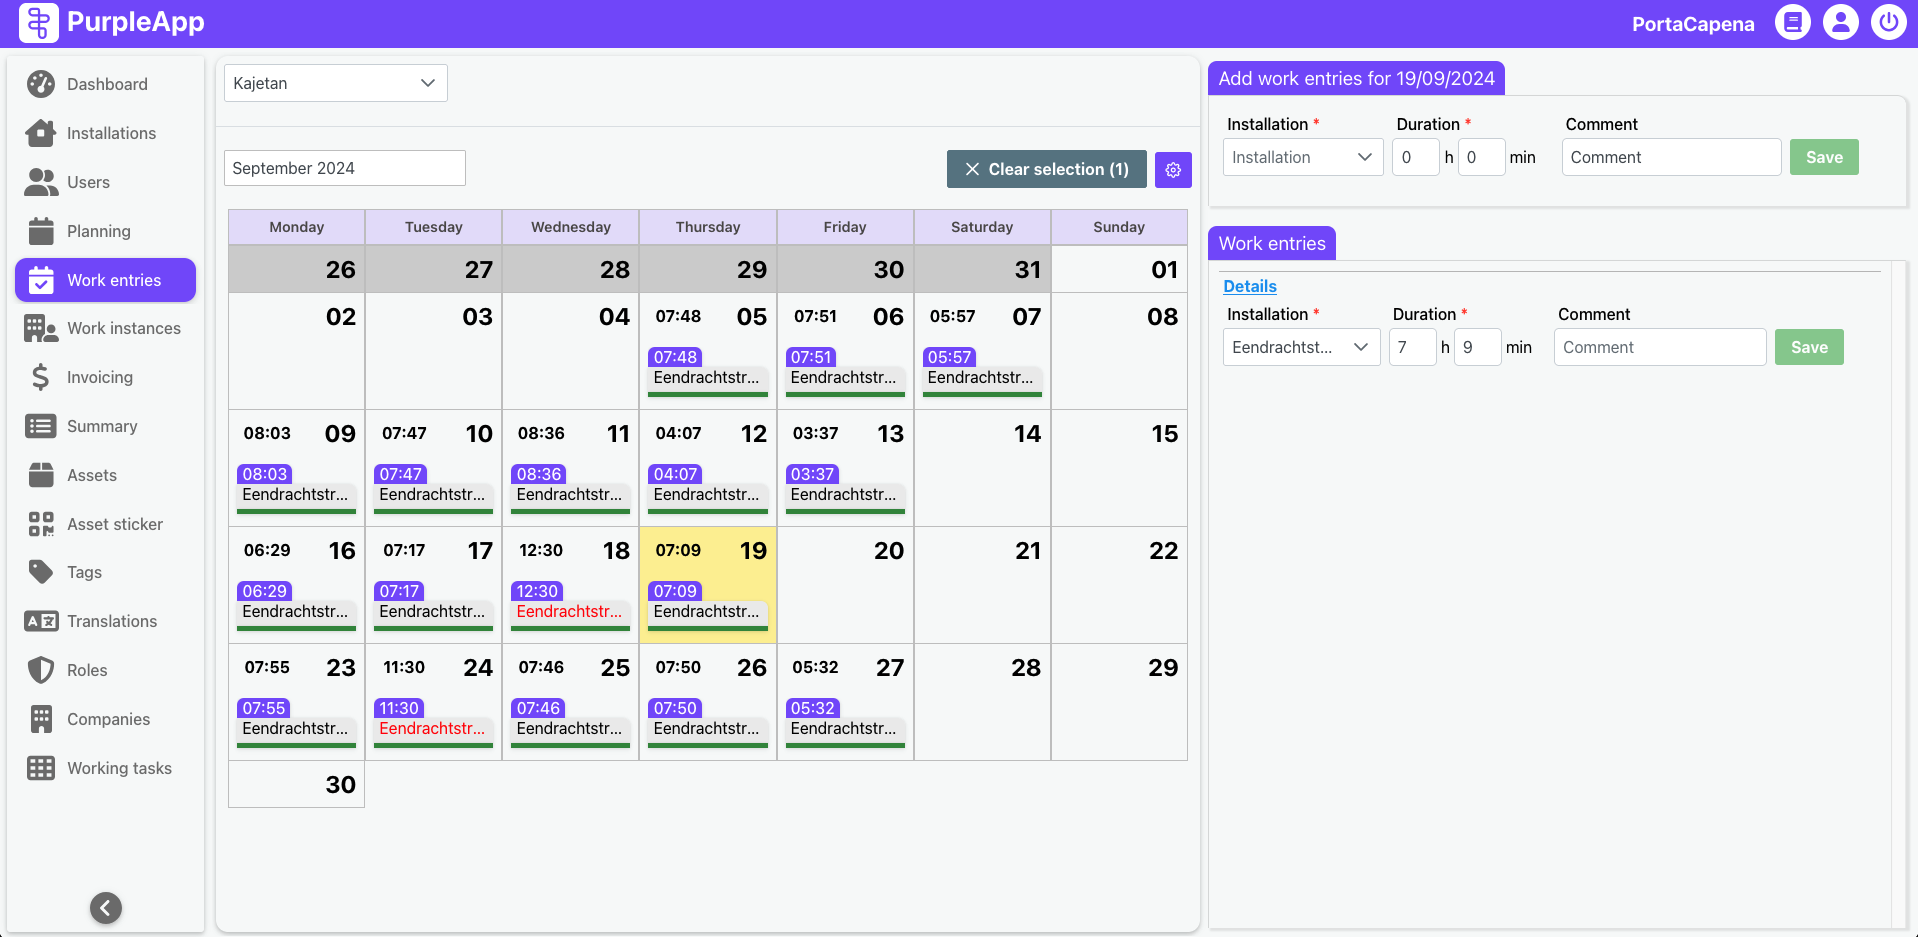 PurpleApp
PortaCapena
Dashboard
Installations
Users
Planning
Work entries
Work instances
Invoicing
Summary
Assets
Asset sticker
Tags
Translations
Roles
Companies
Working tasks
Kajetan
September 2024
Clear selection (1)
Monday Tuesday Wednesday Thursday Friday Saturday Sunday
26 27 28 29 30 31 01
02 03 04 07:48 05 07:51 06 05:57 07 08
07:48 07:51 05:57
Eendrachtstr... Eendrachtstr... Eendrachtstr...
08:03 09 07:47 10 08:36 11 04:07 12 03:37 13 14 15
08:03 07:47 08:36 04:07 03:37
Eendrachtstr... Eendrachtstr... Eendrachtstr... Eendrachtstr... Eendrachtstr...
06:29 16 07:17 17 12:30 18 07:09 19 20 21 22
06:29 07:17 12:30 07:09
Eendrachtstr... Eendrachtstr... Eendrachtstr... Eendrachtstr...
07:55 23 11:30 24 07:46 25 07:50 26 05:32 27 28 29
07:55 11:30 07:46 07:50 05:32
Eendrachtstr... Eendrachtstr... Eendrachtstr... Eendrachtstr... Eendrachtstr...
30
Add work entries for 19/09/2024
Installation * Duration * Comment
Installation 0 h 0 min Comment Save
Work entries
Details
Installation * Duration * Comment
Eendrachtst... 7 h 9 min Comment Save